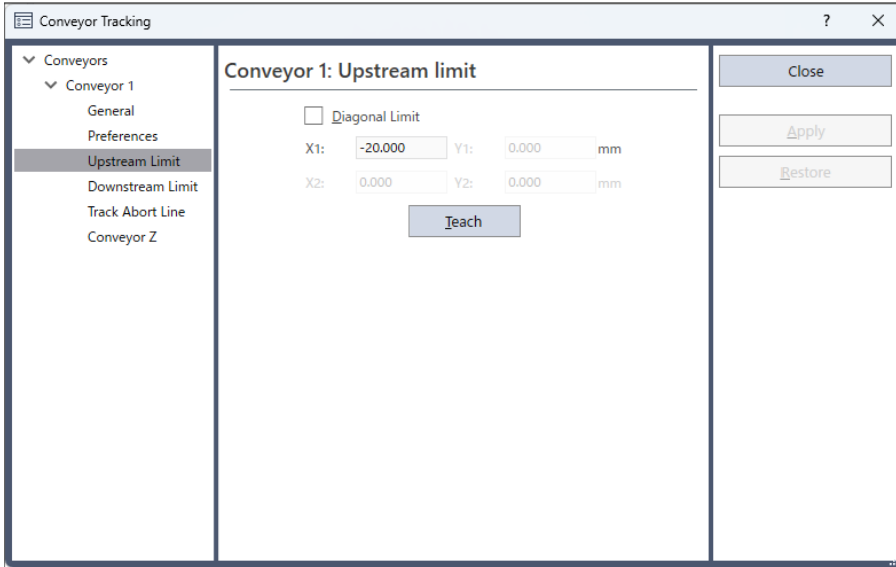 Conveyor Tracking
?
Conveyors
Conveyor 1
General
Preferences
Upstream Limit
Downstream Limit
Track Abort Line
Conveyor Z
Conveyor 1: Upstream limit
Diagonal Limit
X1: -20.000 Y1: 0.000 mm
X2: 0.000 Y2: 0.000 mm
Teach
Close
Apply
Restore